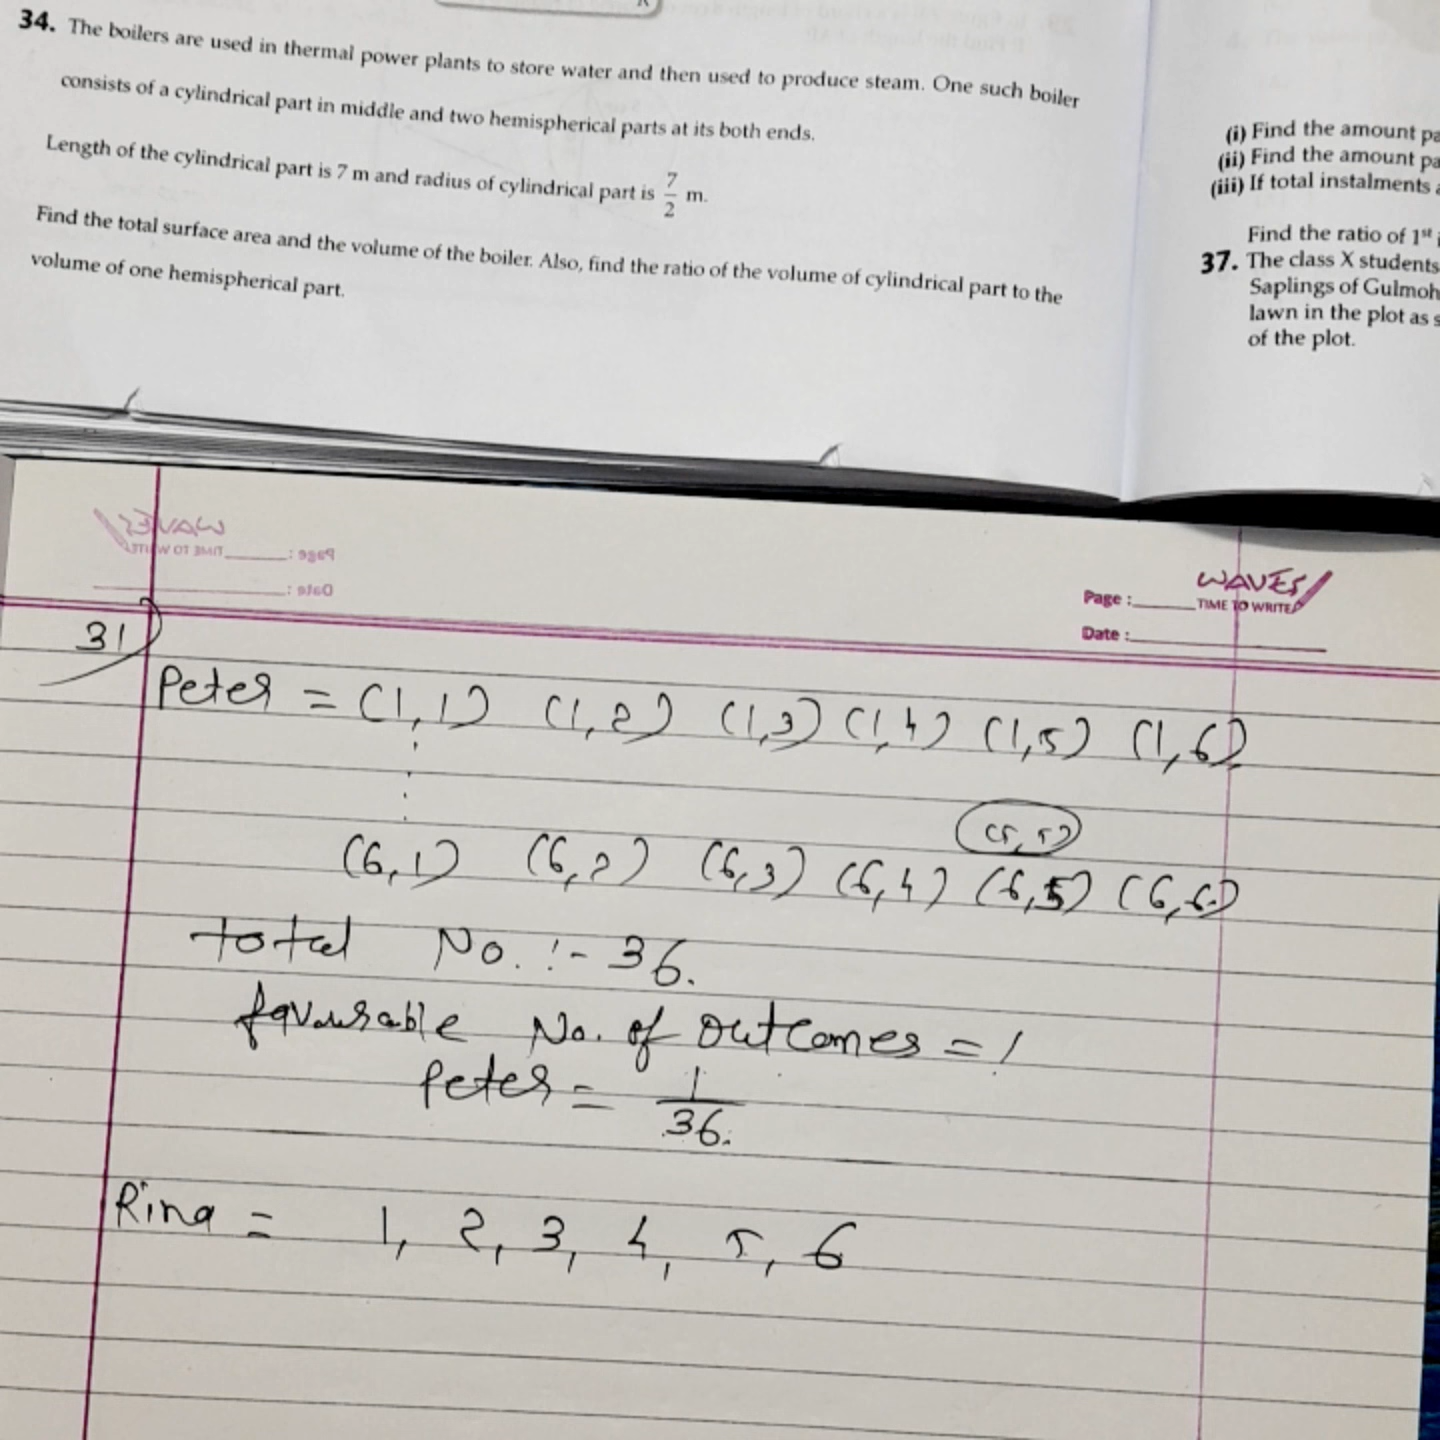 34. The boilers are used in thermal power plants to store water and then used to produce steam. One such boiler
consists of a cylindrical part in middle and two hemispherical parts at its both ends.
Length of the cylindrical part is 7 m and radius of cylindrical part is 7/2 m.
Find the total surface area and the volume of the boiler. Also, find the ratio of the volume of cylindrical part to the
volume of one hemispherical part.
(i) Find the amount pa
(ii) Find the amount pa
(iii) If total instalments
Find the ratio of 1st
37. The class X students
Saplings of Gulmoh
lawn in the plot as s
of the plot.
WAVES
TIME TO WRITE
Page :
Date :
WAVES
TIME TO WRITE
Page :
Date :
31)
Peter = (1,1) (1,2) (1,3) (1,4) (1,5) (1,6)
(5,5)
(6,1) (6,2) (6,3) (6,4) (6,5) (6,6)
total No. :- 36.
favourable No. of outcomes = 1
Peter = 1/36.
Rina = 1, 2, 3, 4, 5, 6